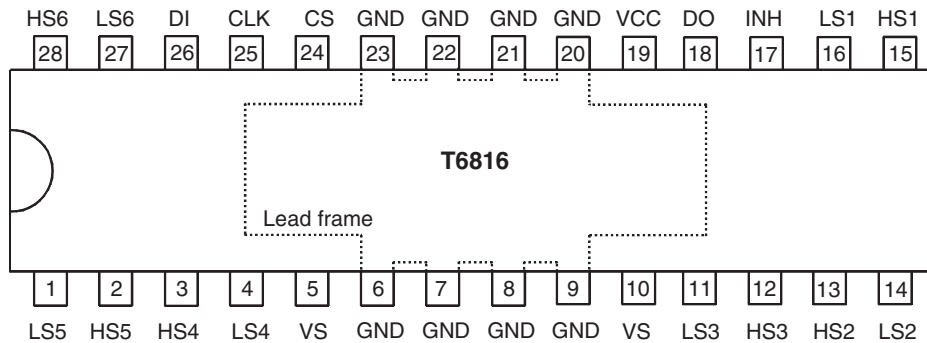 HS6 LS6 DI CLK CS GND GND GND GND VCC DO INH LS1 HS1
28 27 26 25 24 23 22 21 20 19 18 17 16 15
T6816
Lead frame
1 2 3 4 5 6 7 8 9 10 11 12 13 14
LS5 HS5 HS4 LS4 VS GND GND GND GND VS LS3 HS3 HS2 LS2